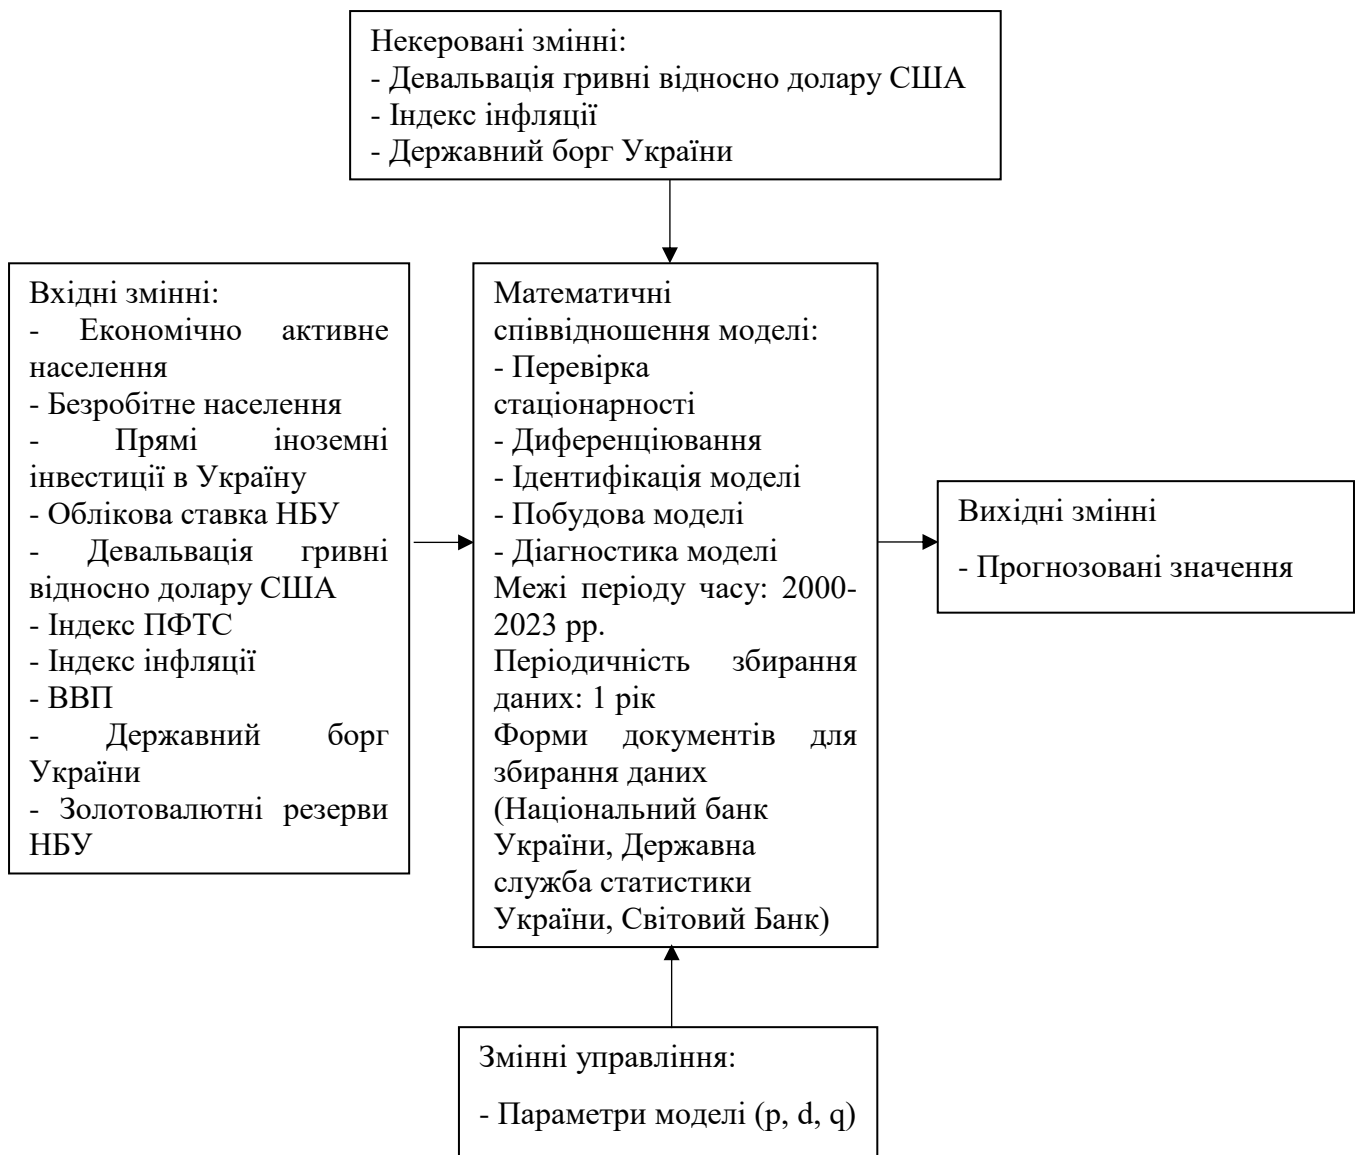 Некеровані змінні:
- Девальвація гривні відносно долару США
- Індекс інфляції
- Державний борг України
Вхідні змінні:
- Економічно активне
населення
- Безробітне населення
- Прямі іноземні
інвестиції в Україну
- Облікова ставка НБУ
- Девальвація гривні
відносно долару США
- Індекс ПФТС
- Індекс інфляції
- ВВП
- Державний борг
України
- Золотовалютні резерви
НБУ
Математичні
співвідношення моделі:
- Перевірка
стаціонарності
- Диференціювання
- Ідентифікація моделі
- Побудова моделі
- Діагностика моделі
Межі періоду часу: 2000-
2023 рр.
Періодичність збирання
даних: 1 рік
Форми документів для
збирання даних
(Національний банк
України, Державна
служба статистики
України, Світовий Банк)
Вихідні змінні
- Прогнозовані значення
Змінні управління:
- Параметри моделі (p, d, q)